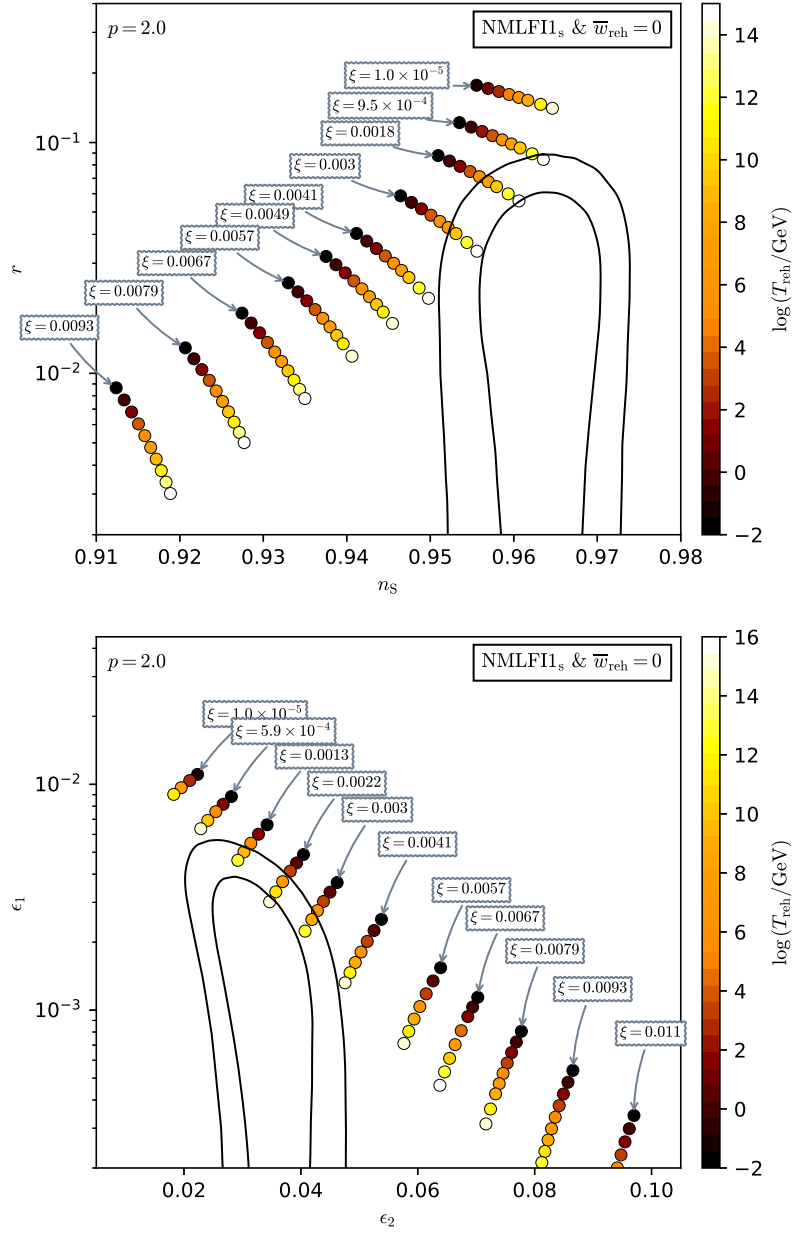 p = 2.0
NMLFI1ₛ & w̅_reh = 0
ξ = 1.0 × 10⁻⁵
ξ = 9.5 × 10⁻⁴
ξ = 0.0018
ξ = 0.003
ξ = 0.0041
ξ = 0.0049
ξ = 0.0057
ξ = 0.0067
ξ = 0.0079
ξ = 0.0093
10⁻¹
10⁻²
r
0.91 0.92 0.93 0.94 0.95 0.96 0.97 0.98
n_S
14
12
10
8
6
4
2
0
−2
log (T_reh/GeV)
p = 2.0
NMLFI1ₛ & w̅_reh = 0
ξ = 1.0 × 10⁻⁵
ξ = 5.9 × 10⁻⁴
ξ = 0.0013
ξ = 0.0022
ξ = 0.003
ξ = 0.0041
ξ = 0.0057
ξ = 0.0067
ξ = 0.0079
ξ = 0.0093
ξ = 0.011
10⁻²
10⁻³
ϵ₁
0.02 0.04 0.06 0.08 0.10
ϵ₂
16
14
12
10
8
6
4
2
0
−2
log (T_reh/GeV)